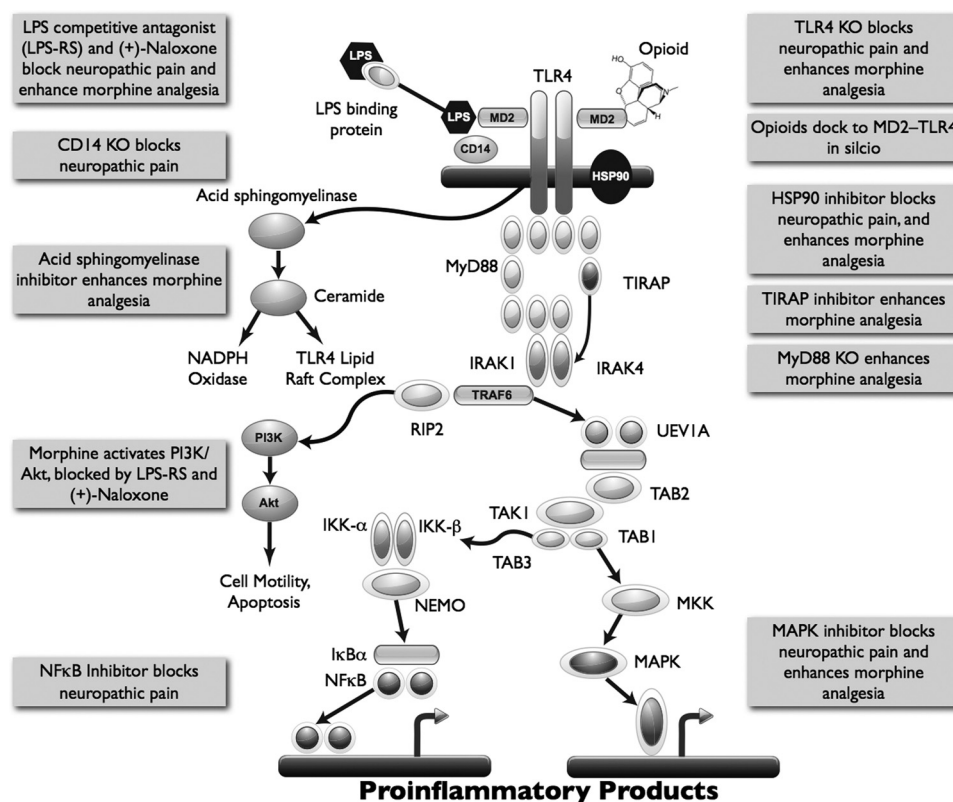 LPS competitive antagonist
(LPS-RS) and (+)-Naloxone
block neuropathic pain and
enhance morphine analgesia
CD14 KO blocks
neuropathic pain
Acid sphingomyelinase
inhibitor enhances morphine
analgesia
Morphine activates PI3K/
Akt, blocked by LPS-RS and
(+)-Naloxone
NFκB Inhibitor blocks
neuropathic pain
LPS
LPS binding
protein
LPS
MD2
CD14
TLR4
MD2
Opioid
HO
O
HO
N
H
HSP90
Acid sphingomyelinase
Ceramide
NADPH
Oxidase
TLR4 Lipid
Raft Complex
MyD88
TIRAP
IRAK1
IRAK4
TRAF6
RIP2
PI3K
Akt
Cell Motility,
Apoptosis
UEV1A
TAB2
TAK1
TAB1
TAB3
IKK-α
IKK-β
NEMO
IκBα
NFκB
MKK
MAPK
Proinflammatory Products
TLR4 KO blocks
neuropathic pain and
enhances morphine
analgesia
Opioids dock to MD2–TLR4
in silcio
HSP90 inhibitor blocks
neuropathic pain, and
enhances morphine
analgesia
TIRAP inhibitor enhances
morphine analgesia
MyD88 KO enhances
morphine analgesia
MAPK inhibitor blocks
neuropathic pain and
enhances morphine
analgesia